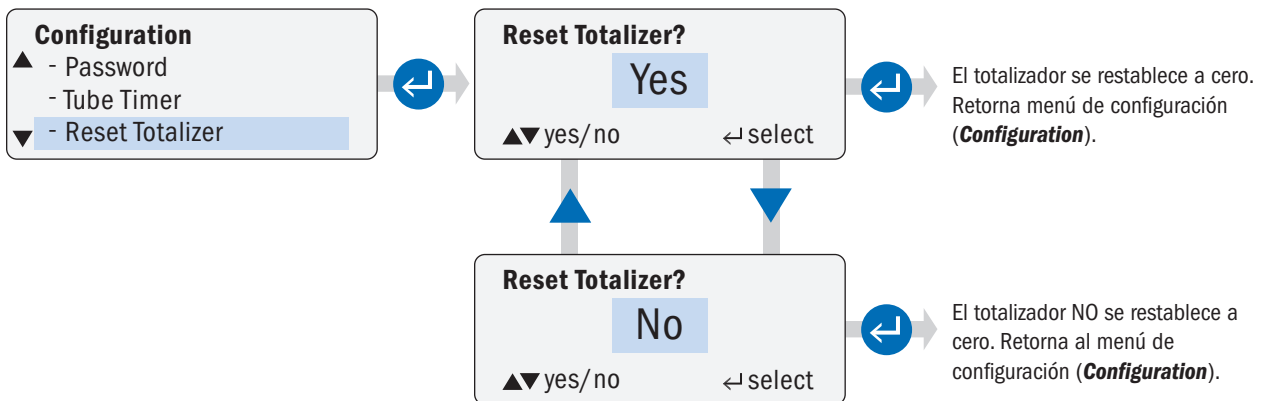 Configuration
- Password
- Tube Timer
- Reset Totalizer
Reset Totalizer?
Yes
▲▼ yes/no ↵ select
El totalizador se restablece a cero.
Retorna menú de configuración
(Configuration).
Reset Totalizer?
No
▲▼ yes/no ↵ select
El totalizador NO se restablece a
cero. Retorna al menú de
configuración (Configuration).